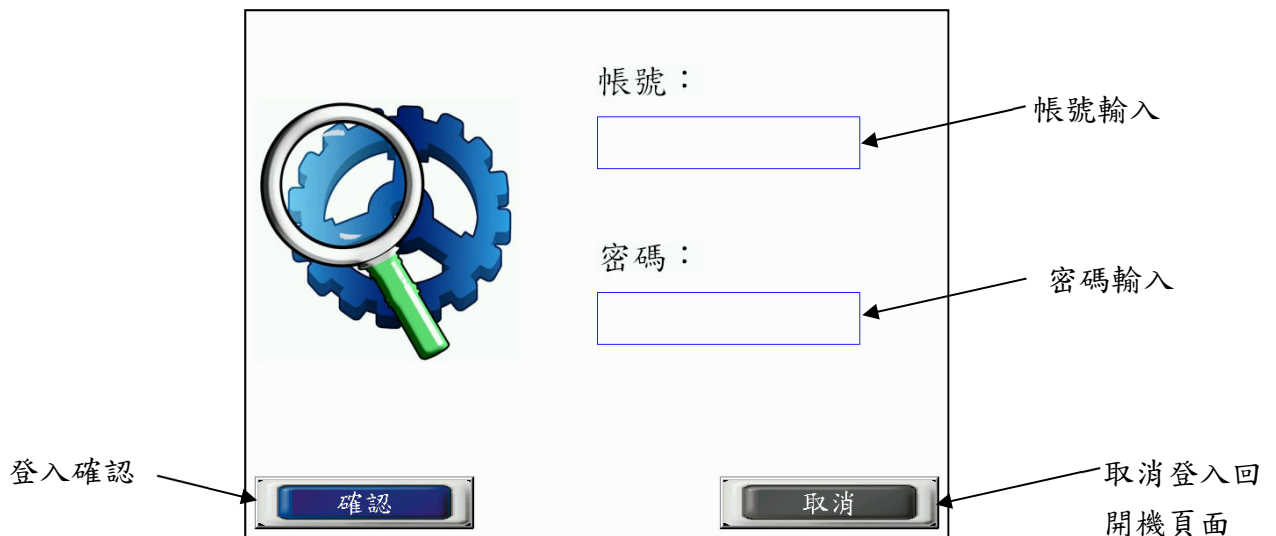 帳號：
帳號輸入
密碼：
密碼輸入
登入確認
確認
取消
取消登入回
開機頁面